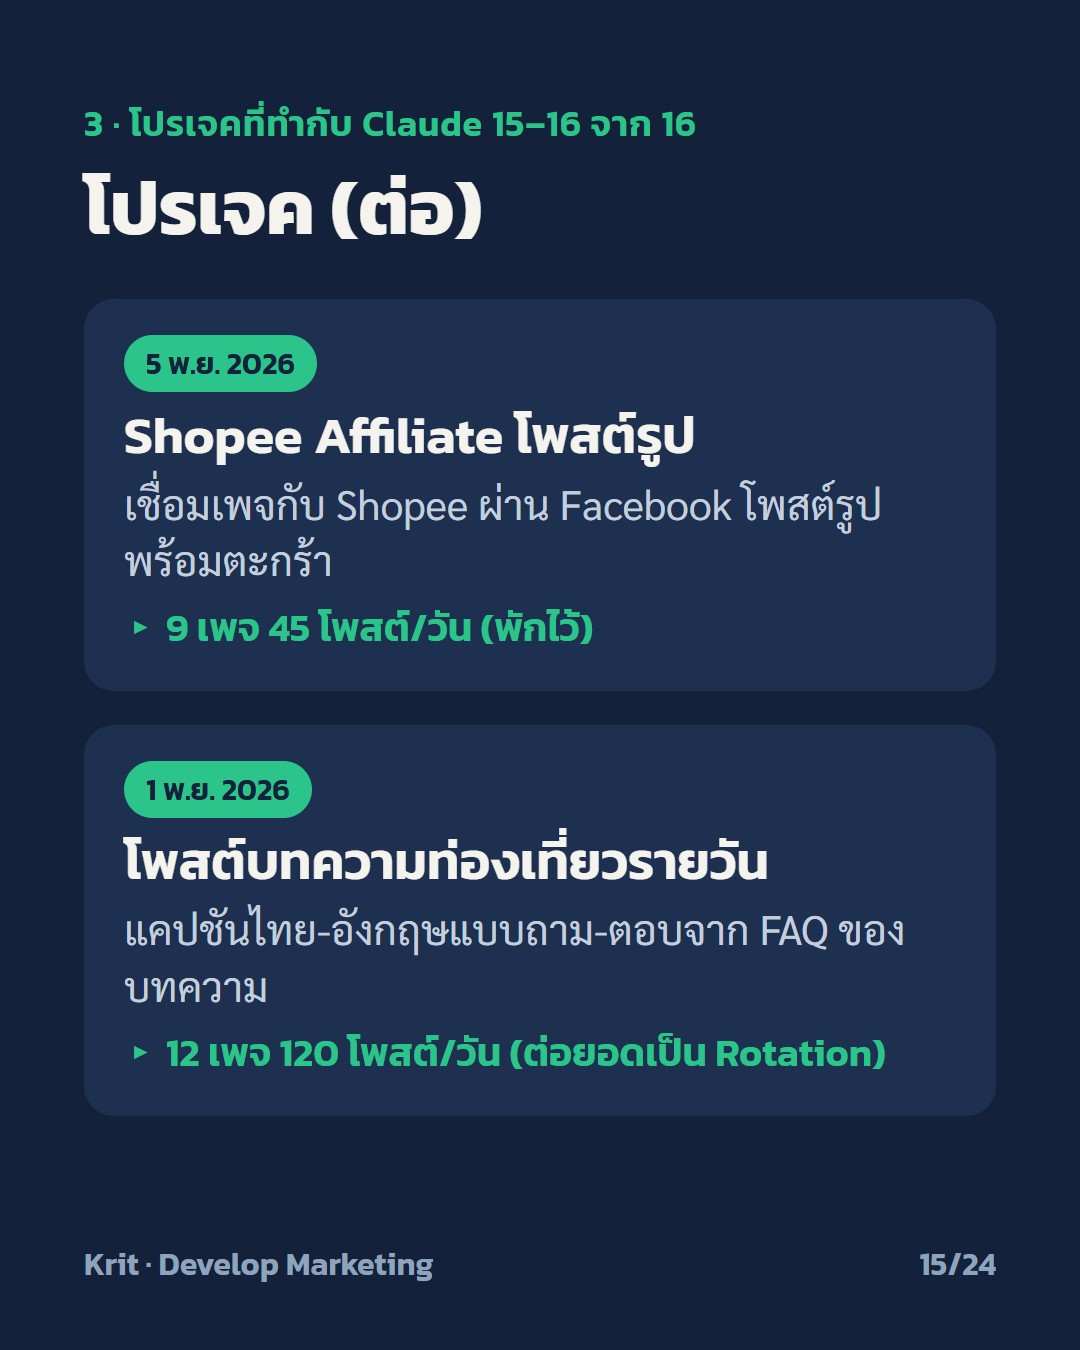 3 · โปรเจคที่ทำกับ Claude 15–16 จาก 16
โปรเจค (ต่อ)
5 พ.ย. 2026
Shopee Affiliate โพสต์รูป
เชื่อมเพจกับ Shopee ผ่าน Facebook โพสต์รูป
พร้อมตะกร้า
▸ 9 เพจ 45 โพสต์/วัน (พักไว้)
1 พ.ย. 2026
โพสต์บทความท่องเที่ยวรายวัน
แคปชันไทย-อังกฤษแบบถาม-ตอบจาก FAQ ของ
บทความ
▸ 12 เพจ 120 โพสต์/วัน (ต่อยอดเป็น Rotation)
Krit · Develop Marketing
15/24